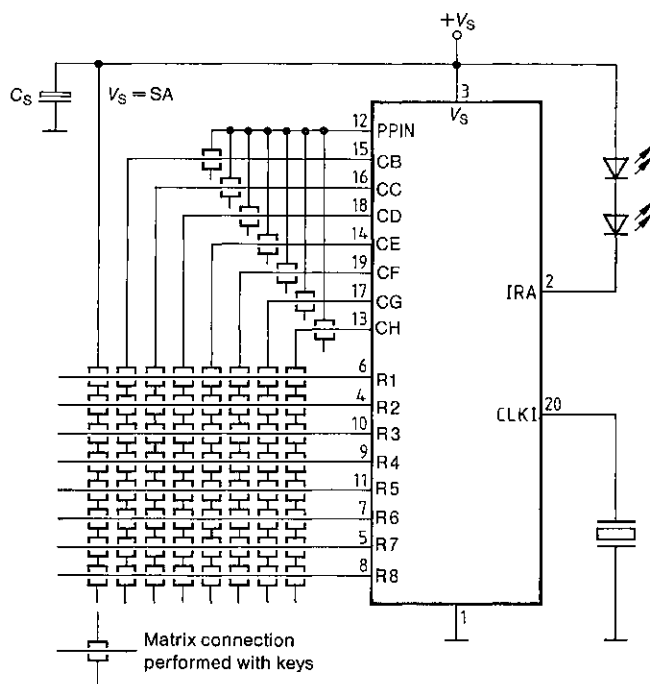 +VS
CS
VS = SA
3
VS
12
PPIN
15
CB
16
CC
18
CD
14
CE
19
CF
17
CG
13
CH
2
IRA
20
CLKI
6
R1
4
R2
10
R3
9
R4
11
R5
7
R6
5
R7
8
R8
1
Matrix connection
performed with keys